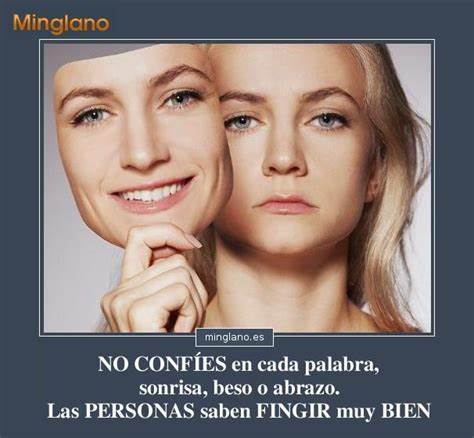 Minglano
minglano.es
NO CONFÍES en cada palabra,
sonrisa, beso o abrazo.
Las PERSONAS saben FINGIR muy BIEN